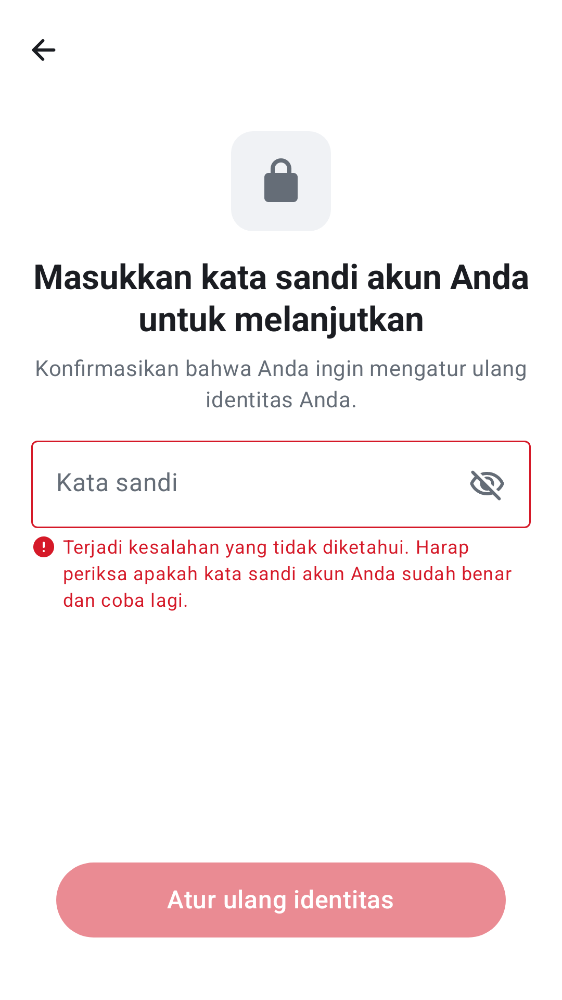 Masukkan kata sandi akun Anda
untuk melanjutkan
Konfirmasikan bahwa Anda ingin mengatur ulang
identitas Anda.
Kata sandi
Terjadi kesalahan yang tidak diketahui. Harap
periksa apakah kata sandi akun Anda sudah benar
dan coba lagi.
Atur ulang identitas